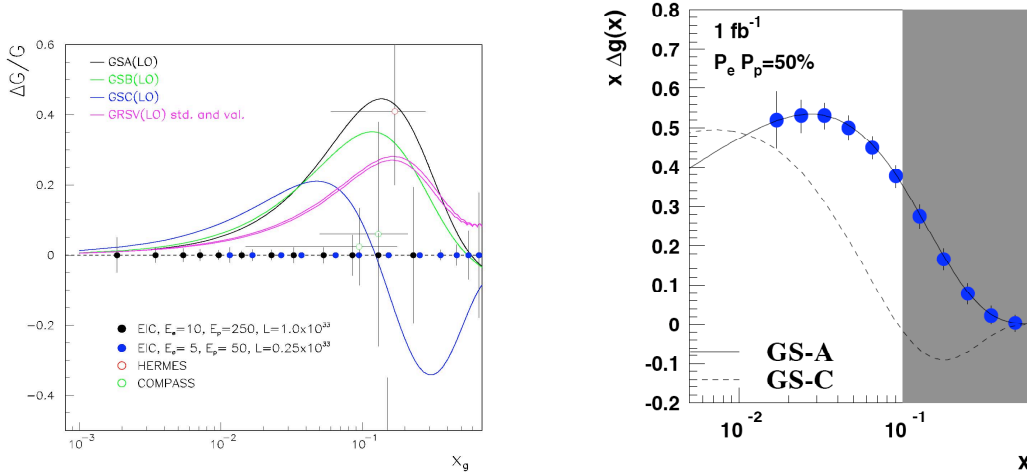 ΔG/G
0.6
0.4
0.2
0
-0.2
-0.4
GSA(LO)
GSB(LO)
GSC(LO)
GRSV(LO) std. and val.
EIC, Eₑ=10, Eₚ=250, L=1.0x10³³
EIC, Eₑ= 5, Eₚ= 50, L=0.25x10³³
HERMES
COMPASS
10⁻³
10⁻²
10⁻¹
X_g
x Δg(x)
0.8
0.7
0.6
0.5
0.4
0.3
0.2
0.1
0
-0.1
-0.2
1 fb⁻¹
Pₑ Pₚ=50%
GS-A
GS-C
10⁻²
10⁻¹
x